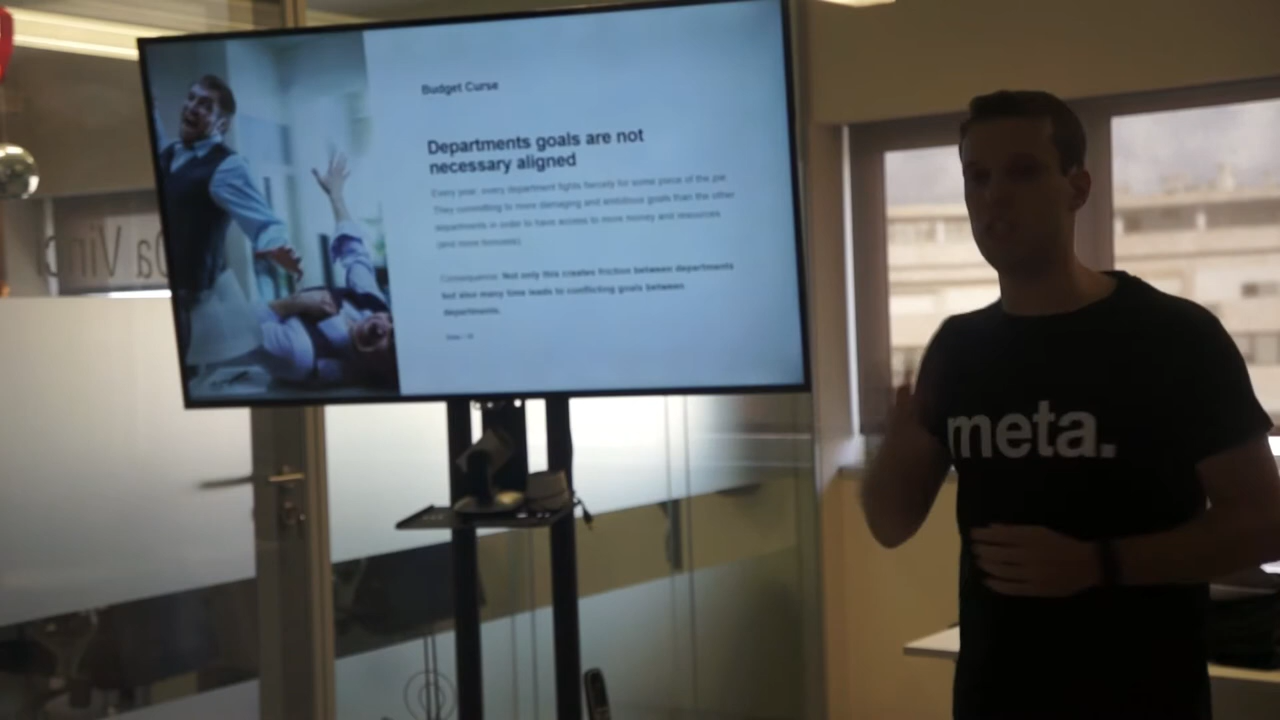 Budget Curse
Departments goals are not
necessary aligned
Every year, every department fights fiercely for some piece of the pie.
They committing to more damaging and ambitious goals than the other
departments in order to have access to more money and resources
(and more
Consequence: Not only this creates friction between departments
but also many time leads to conflicting goals between
departments.
Da Vinci
meta.